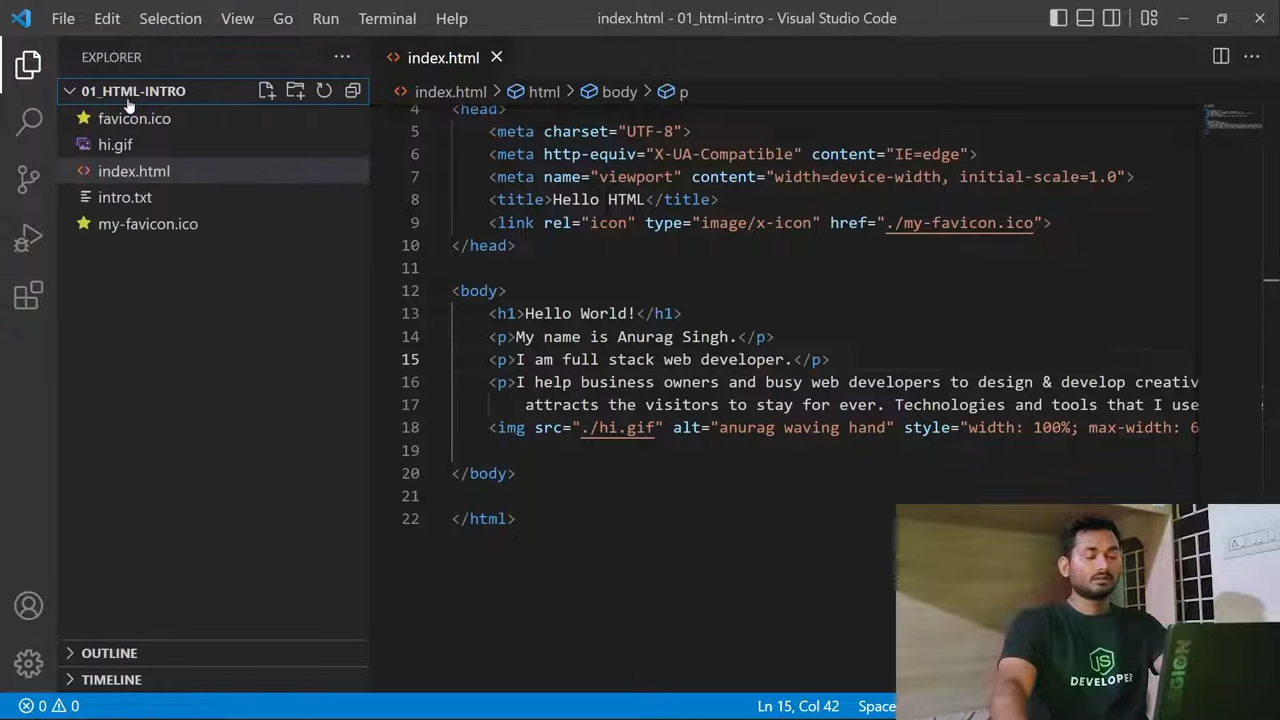 File Edit Selection View Go Run Terminal Help
index.html - 01_html-intro - Visual Studio Code
EXPLORER
01_HTML-INTRO
favicon.ico
hi.gif
index.html
intro.txt
my-favicon.ico
OUTLINE
TIMELINE
index.html
index.html > html > body > p
4 <head>
5 <meta charset="UTF-8">
6 <meta http-equiv="X-UA-Compatible" content="IE=edge">
7 <meta name="viewport" content="width=device-width, initial-scale=1.0">
8 <title>Hello HTML</title>
9 <link rel="icon" type="image/x-icon" href="./my-favicon.ico">
10 </head>
11
12 <body>
13 <h1>Hello World!</h1>
14 <p>My name is Anurag Singh.</p>
15 <p>I am full stack web developer.</p>
16 <p>I help business owners and busy web developers to design & develop creativ
17 attracts the visitors to stay for ever. Technologies and tools that I use
18 <img src="./hi.gif" alt="anurag waving hand" style="width: 100%; max-width: 6
19
20 </body>
21
22 </html>
JS
DEVELOPER
LEGION
0 0
Ln 15, Col 42 Space